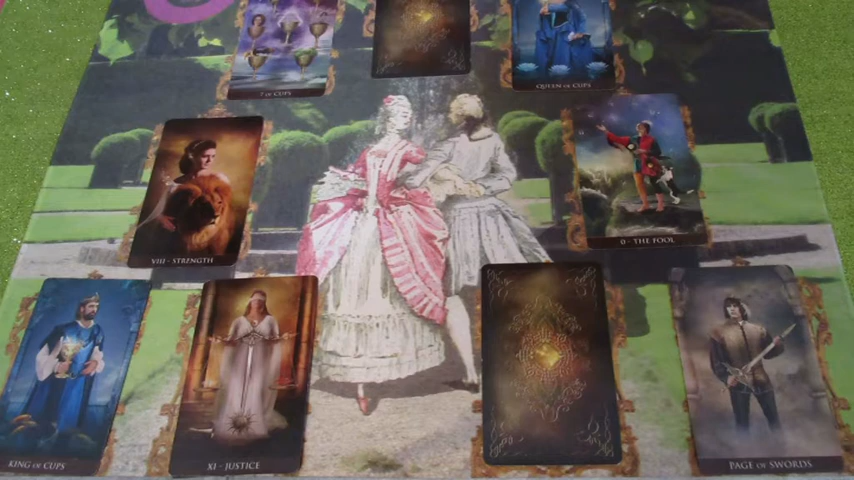 7 OF CUPS
QUEEN OF CUPS
VIII · STRENGTH
0 · THE FOOL
KING OF CUPS
XI · JUSTICE
PAGE OF SWORDS